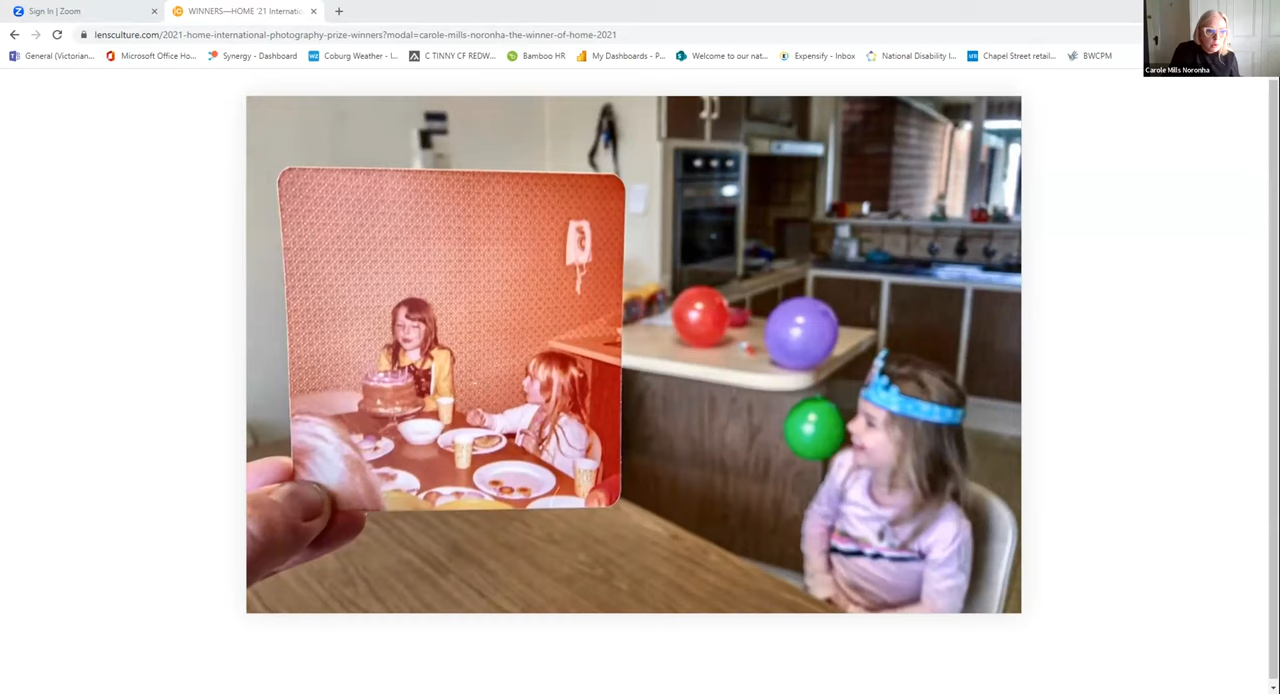 Sign In | Zoom
WINNERS—HOME '21 Internatio
lensculture.com/2021-home-international-photography-prize-winners?modal=carole-mills-noronha-the-winner-of-home-2021
General (Victorian... Microsoft Office Ho... Synergy - Dashboard Coburg Weather - l... C TINNY CF REDW... Bamboo HR My Dashboards - P... Welcome to our nat... Expensify - Inbox National Disability I... Chapel Street retail... BWCPM
Carole Mills Noronha